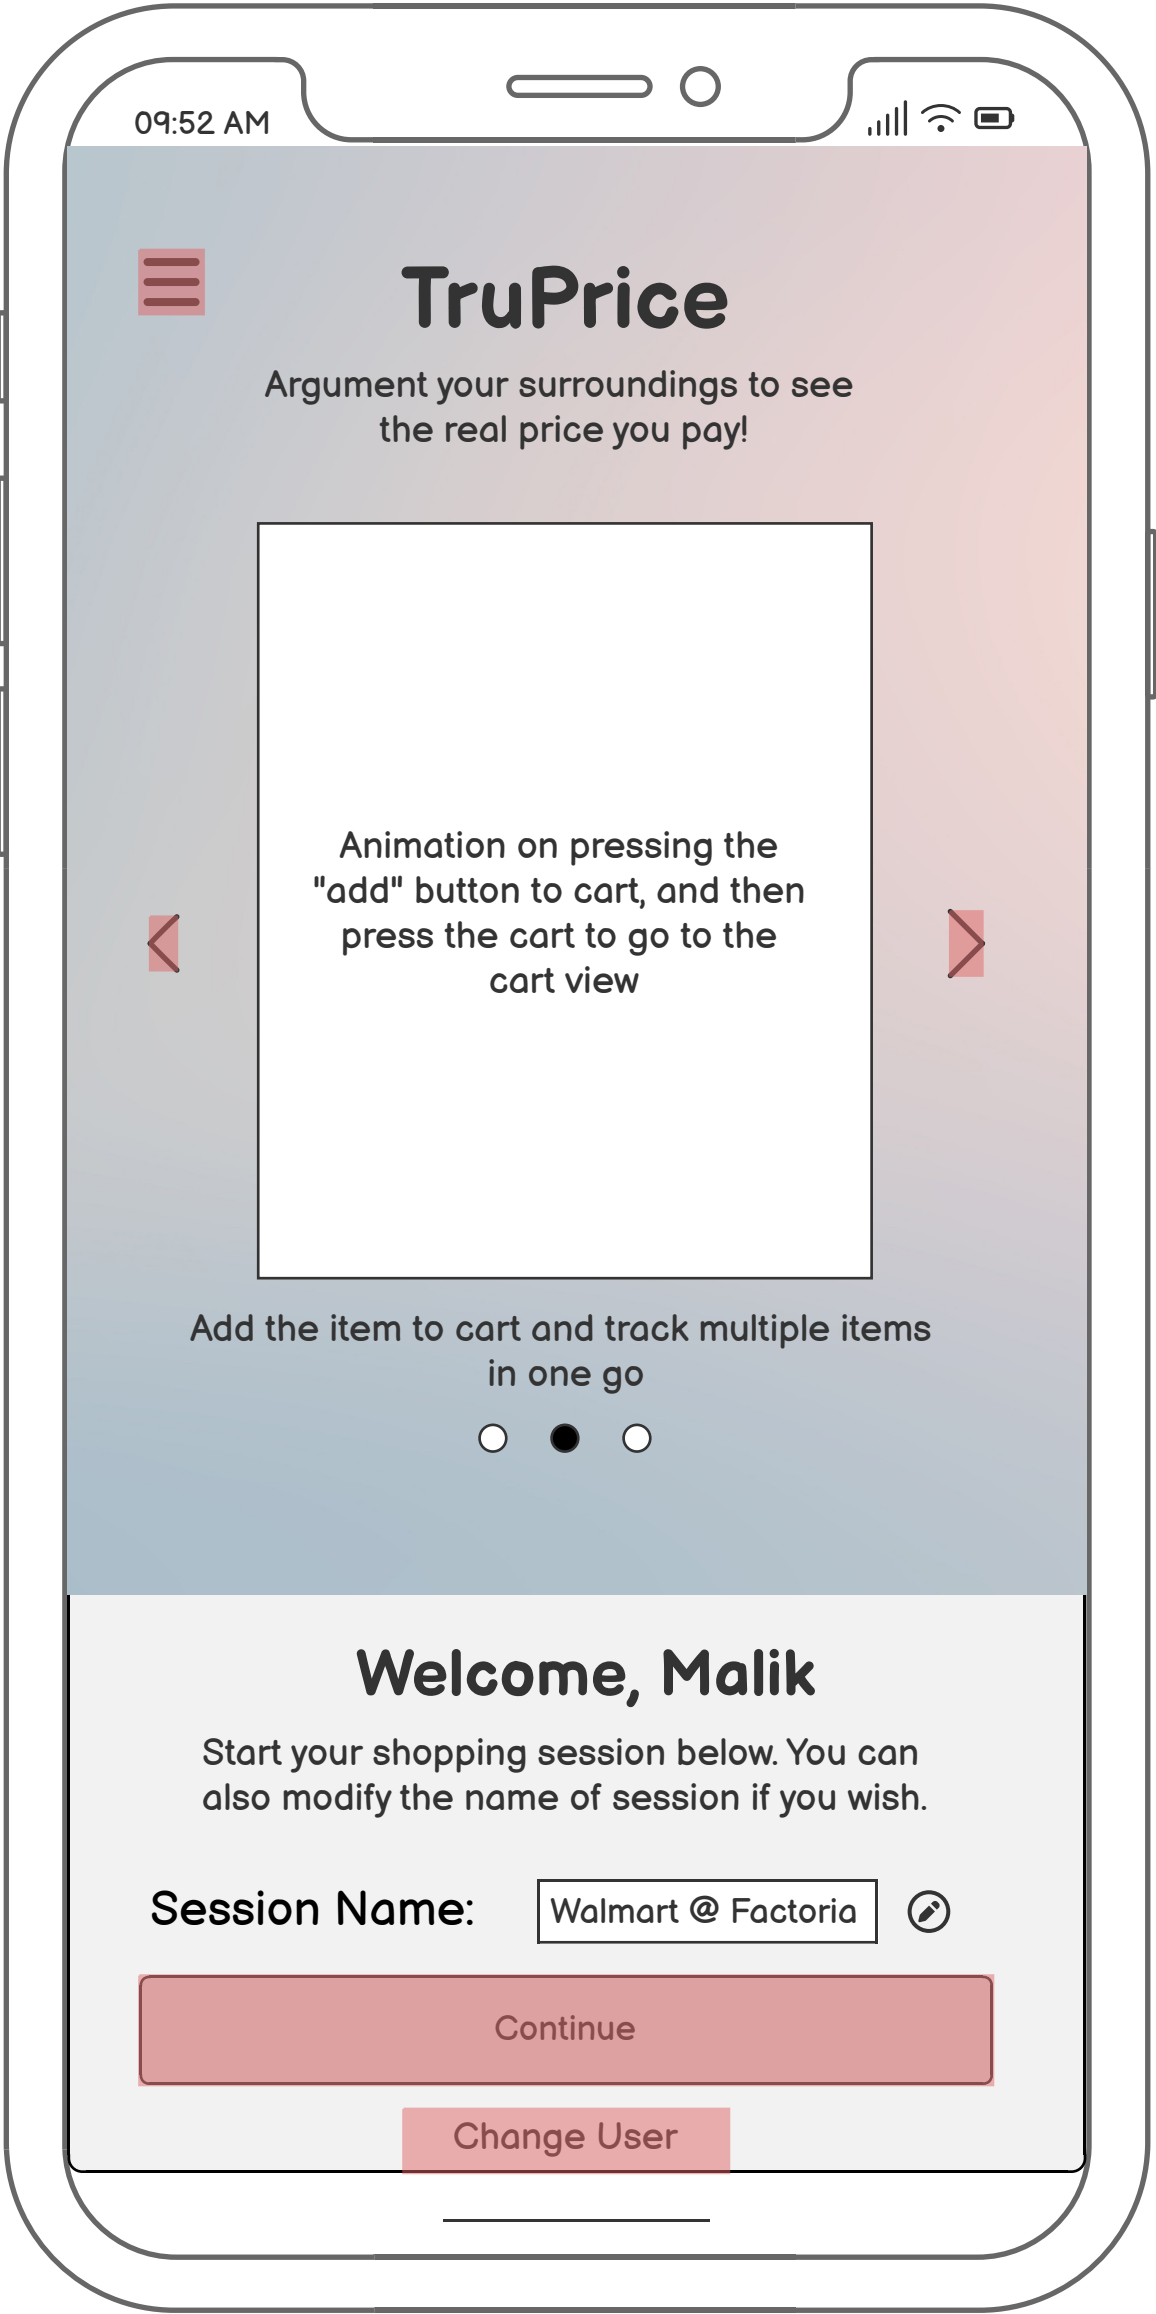 09:52 AM
TruPrice
Argument your surroundings to see
the real price you pay!
Animation on pressing the
"add" button to cart, and then
press the cart to go to the
cart view
Add the item to cart and track multiple items
in one go
Welcome, Malik
Start your shopping session below. You can
also modify the name of session if you wish.
Session Name: Walmart @ Factoria
Continue
Change User